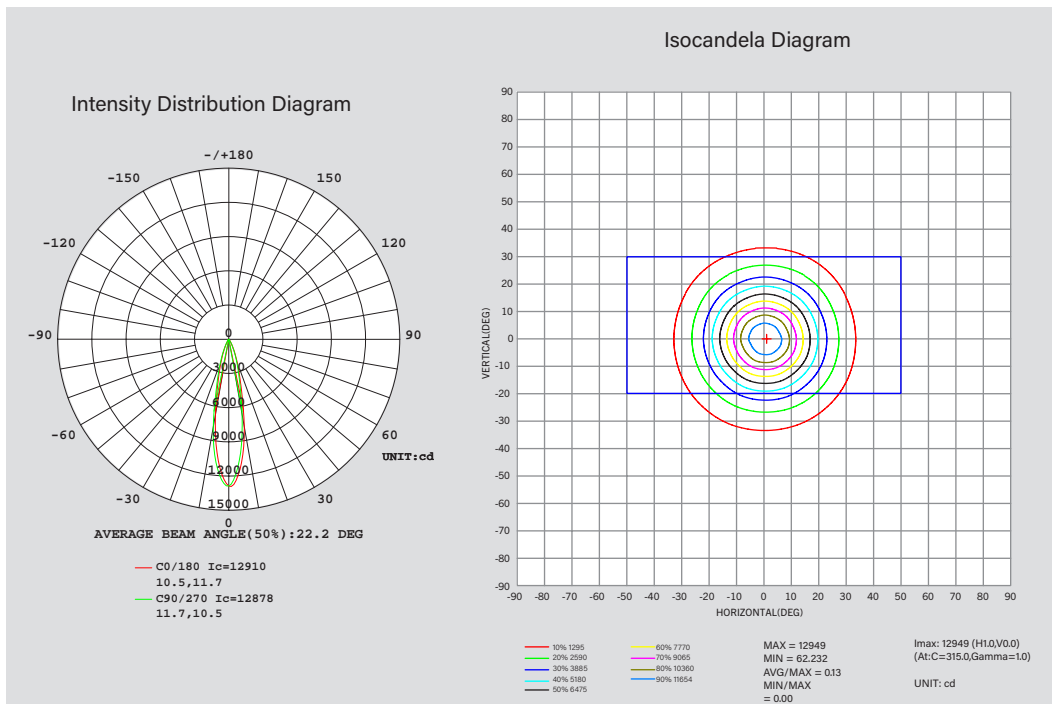 Isocandela Diagram
Intensity Distribution Diagram
-/+180
-150 150
-120 120
-90 90
-60 60
-30 30
0
0
3000
6000
9000
12000
15000
UNIT:cd
AVERAGE BEAM ANGLE(50%):22.2 DEG
C0/180 Ic=12910
10.5,11.7
C90/270 Ic=12878
11.7,10.5
VERTICAL(DEG)
90
80
70
60
50
40
30
20
10
0
-10
-20
-30
-40
-50
-60
-70
-80
-90
-90 -80 -70 -60 -50 -40 -30 -20 -10 0 10 20 30 40 50 60 70 80 90
HORIZONTAL(DEG)
10% 1295
20% 2590
30% 3885
40% 5180
50% 6475
60% 7770
70% 9065
80% 10360
90% 11654
MAX = 12949
MIN = 62.232
AVG/MAX = 0.13
MIN/MAX
= 0.00
Imax: 12949 (H1.0,V0.0)
(At:C=315.0,Gamma=1.0)
UNIT: cd